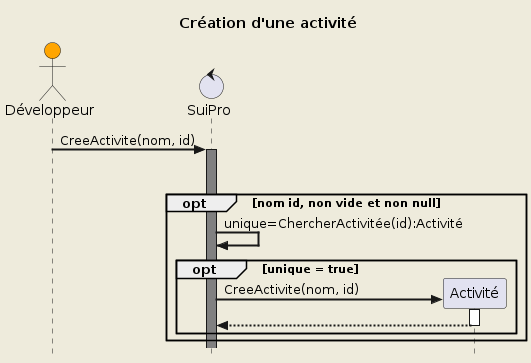 Création d'une activité
Développeur
SuiPro
CreeActivite(nom, id)
opt [nom id, non vide et non null]
unique=ChercherActivitée(id):Activité
opt [unique = true]
CreeActivite(nom, id)
Activité